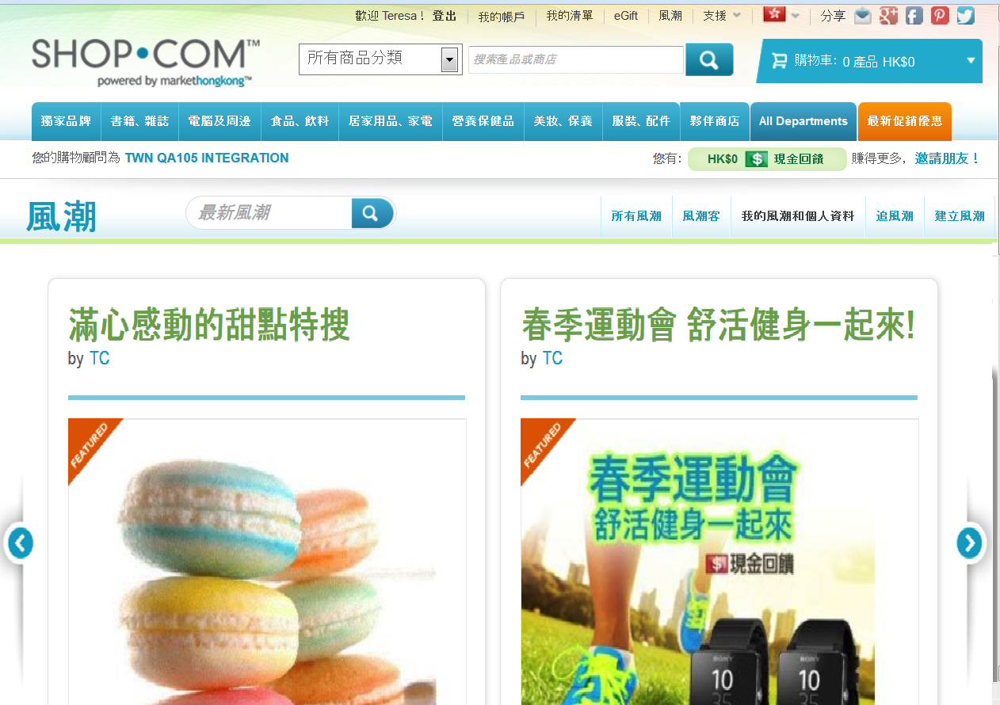 歡迎 Teresa！ 登出 我的帳戶 我的清單 eGift 風潮 支援 分享
SHOP•COM™
powered by markethongkong™
所有商品分類
搜索產品或商店
購物車: 0 產品 HK$0
獨家品牌 書籍、雜誌 電腦及周邊 食品、飲料 居家用品、家電 營養保健品 美妝、保養 服裝、配件 夥伴商店 All Departments 最新促銷優惠
您的購物顧問為 TWN QA105 INTEGRATION
您有: HK$0 $ 現金回饋 賺得更多, 邀請朋友！
風潮
最新風潮
所有風潮 風潮客 我的風潮和個人資料 追風潮 建立風潮
滿心感動的甜點特搜
by TC
FEATURED
春季運動會 舒活健身一起來!
by TC
FEATURED
春季運動會
舒活健身一起來
$ 現金回饋
SONY
10
35
SONY
10
35